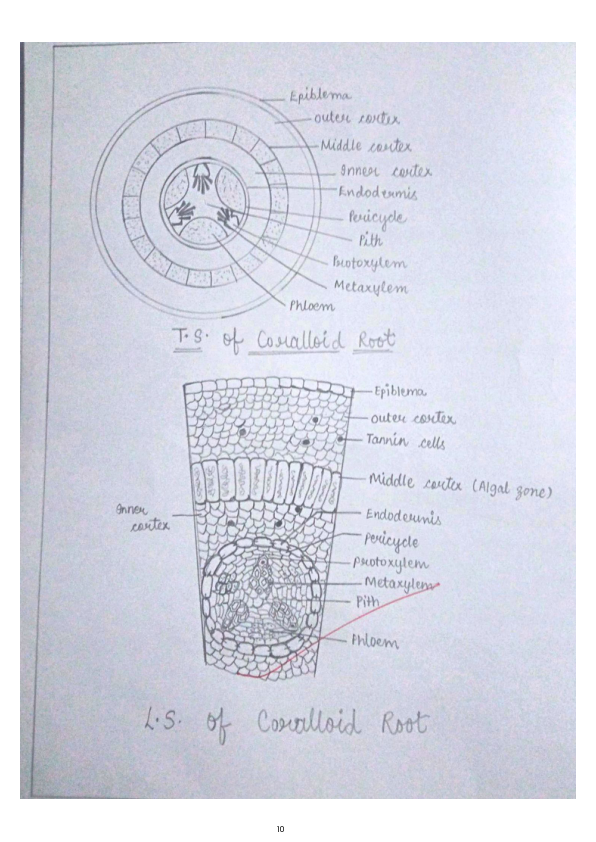 Epiblema
outer cortex
Middle cortex
Inner cortex
Endodermis
Pericycle
Pith
Protoxylem
Metaxylem
Phloem
T.S. of Coralloid Root
Epiblema
outer cortex
Tannin cells
Middle cortex (Algal zone)
Inner
cortex
Endodermis
Pericycle
Protoxylem
Metaxylem
Pith
Phloem
L.S. of Coralloid Root
10